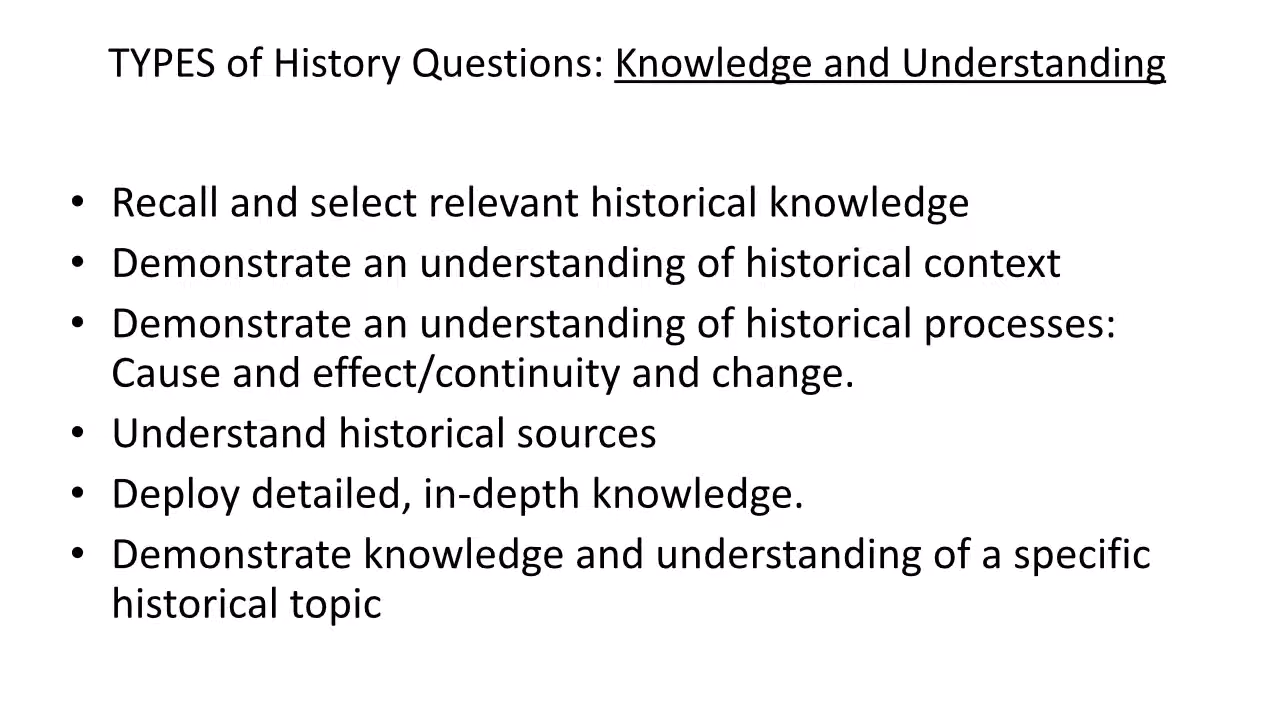 TYPES of History Questions: Knowledge and Understanding
• Recall and select relevant historical knowledge
• Demonstrate an understanding of historical context
• Demonstrate an understanding of historical processes:
Cause and effect/continuity and change.
• Understand historical sources
• Deploy detailed, in-depth knowledge.
• Demonstrate knowledge and understanding of a specific
historical topic